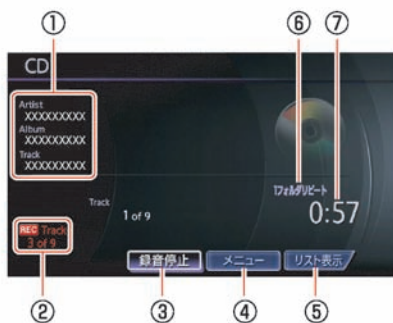 ① ⑥ ⑦
CD
Artist
XXXXXXXXX
Album
XXXXXXXXX
Track
XXXXXXXXX
1フォルダリピート
Track 1 of 9
0:57
REC Track
3 of 9
録音停止 メニュー リスト表示
② ③ ④ ⑤